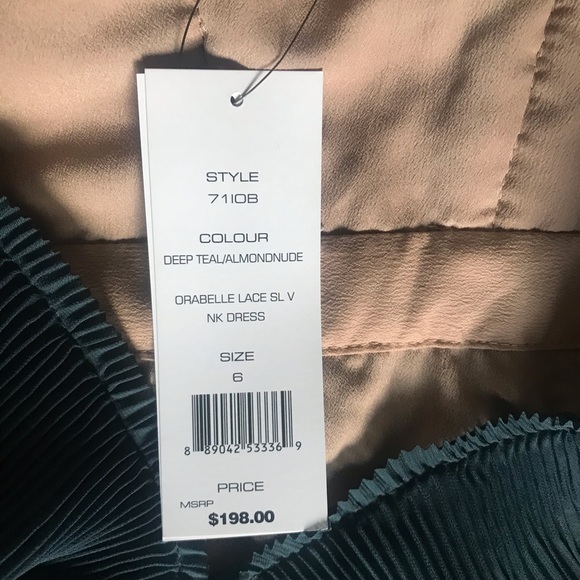 STYLE
71IOB
COLOUR
DEEP TEAL/ALMONDNUDE
ORABELLE LACE SL V
NK DRESS
SIZE
6
8 89042 53336 9
PRICE
MSRP
$198.00